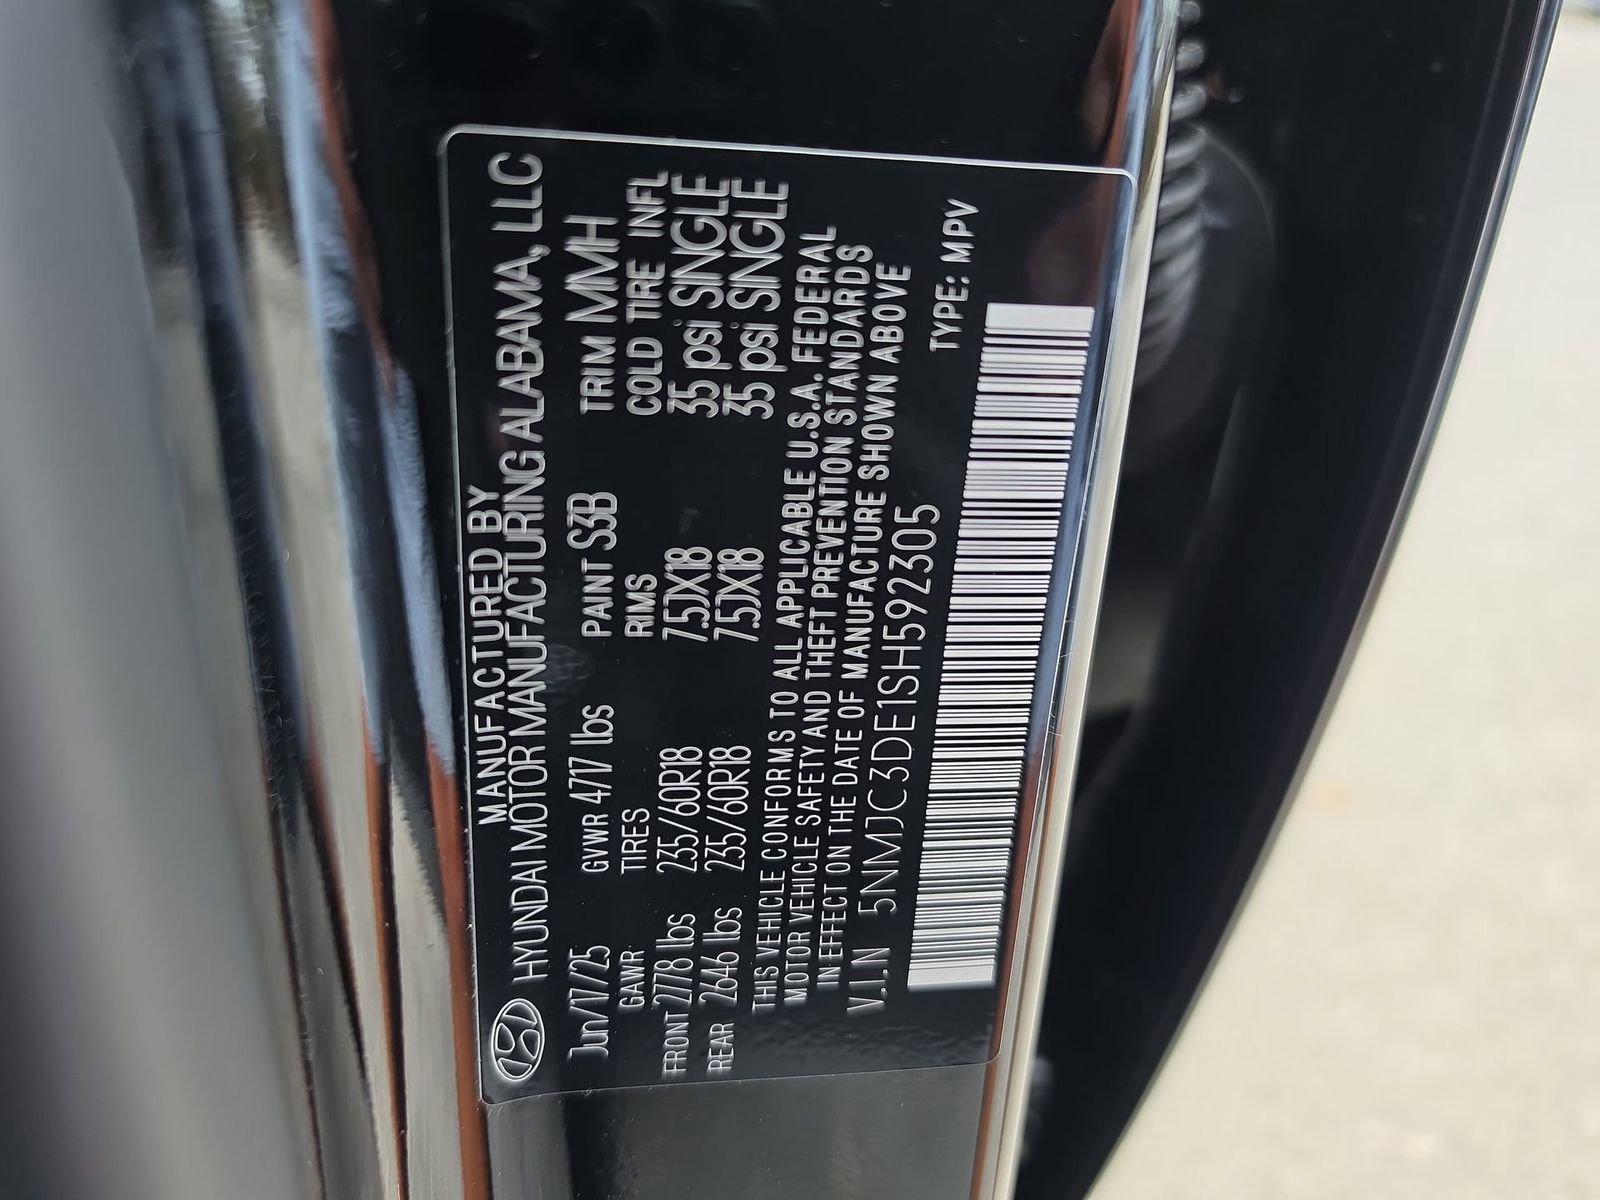 MANUFACTURED BY
HYUNDAI MOTOR MANUFACTURING ALABAMA, LLC
Jun/17/25 GVWR 4717 lbs PAINT S3B TRIM MMH
GAWR TIRES RIMS COLD TIRE INFL
FRONT 2778 lbs 235/60R18 7.5JX18 35 psi SINGLE
REAR 2646 lbs 235/60R18 7.5JX18 35 psi SINGLE
THIS VEHICLE CONFORMS TO ALL APPLICABLE U.S.A. FEDERAL
MOTOR VEHICLE SAFETY AND THEFT PREVENTION STANDARDS
IN EFFECT ON THE DATE OF MANUFACTURE SHOWN ABOVE
V.I.N 5NMJC3DE1SH592305 TYPE: MPV